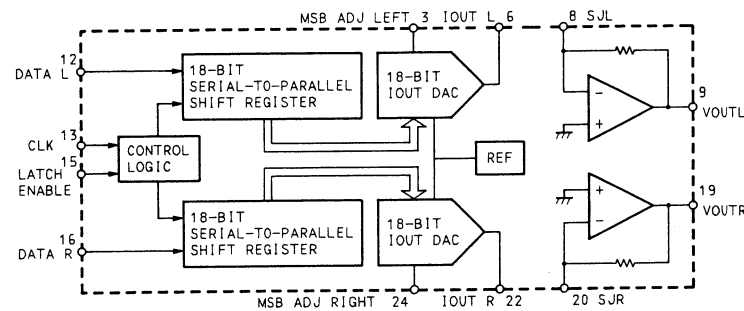 MSB ADJ LEFT 3 IOUT L 6 8 SJL
12
DATA L
18-BIT
SERIAL-TO-PARALLEL
SHIFT REGISTER
18-BIT
IOUT DAC
−
+
9
VOUTL
13
CLK
15
LATCH
ENABLE
CONTROL
LOGIC
REF
18-BIT
SERIAL-TO-PARALLEL
SHIFT REGISTER
18-BIT
IOUT DAC
+
−
19
VOUTR
16
DATA R
MSB ADJ RIGHT 24 IOUT R 22 20 SJR